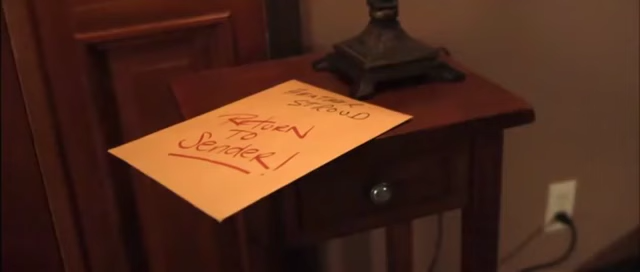 HEATHER
STROUD
RETURN
TO
Sender!